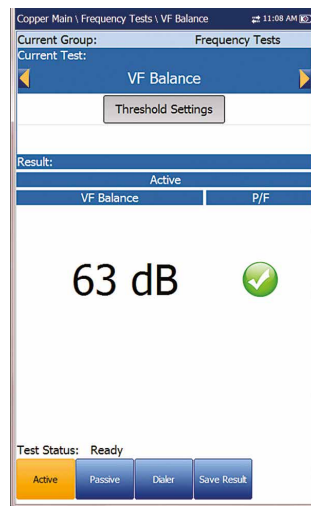 Copper Main \ Frequency Tests \ VF Balance 11:08 AM
Current Group: Frequency Tests
Current Test:
VF Balance
Threshold Settings
Result:
Active
VF Balance P/F
63 dB
Test Status: Ready
Active Passive Dialer Save Result